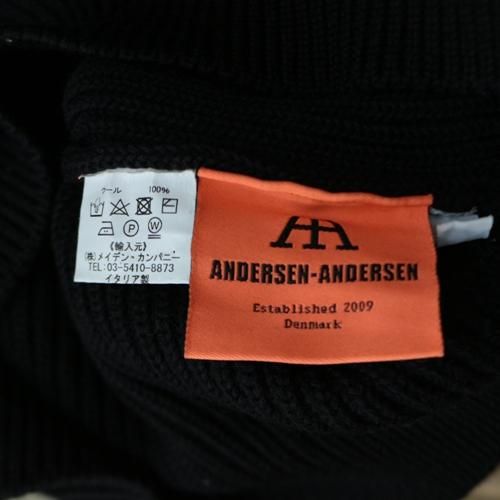 ウール 100%
P
W
《輸入元》
(株)メイデン・カンパニー
TEL:03-5410-8873
イタリア製
ANDERSEN-ANDERSEN
Established 2009
Denmark